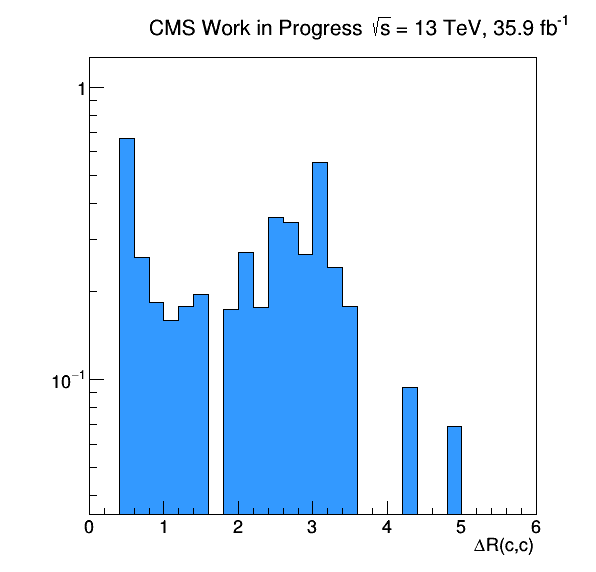 CMS Work in Progress √s = 13 TeV, 35.9 fb⁻¹
1
10⁻¹
0 1 2 3 4 5 6
ΔR(c,c)